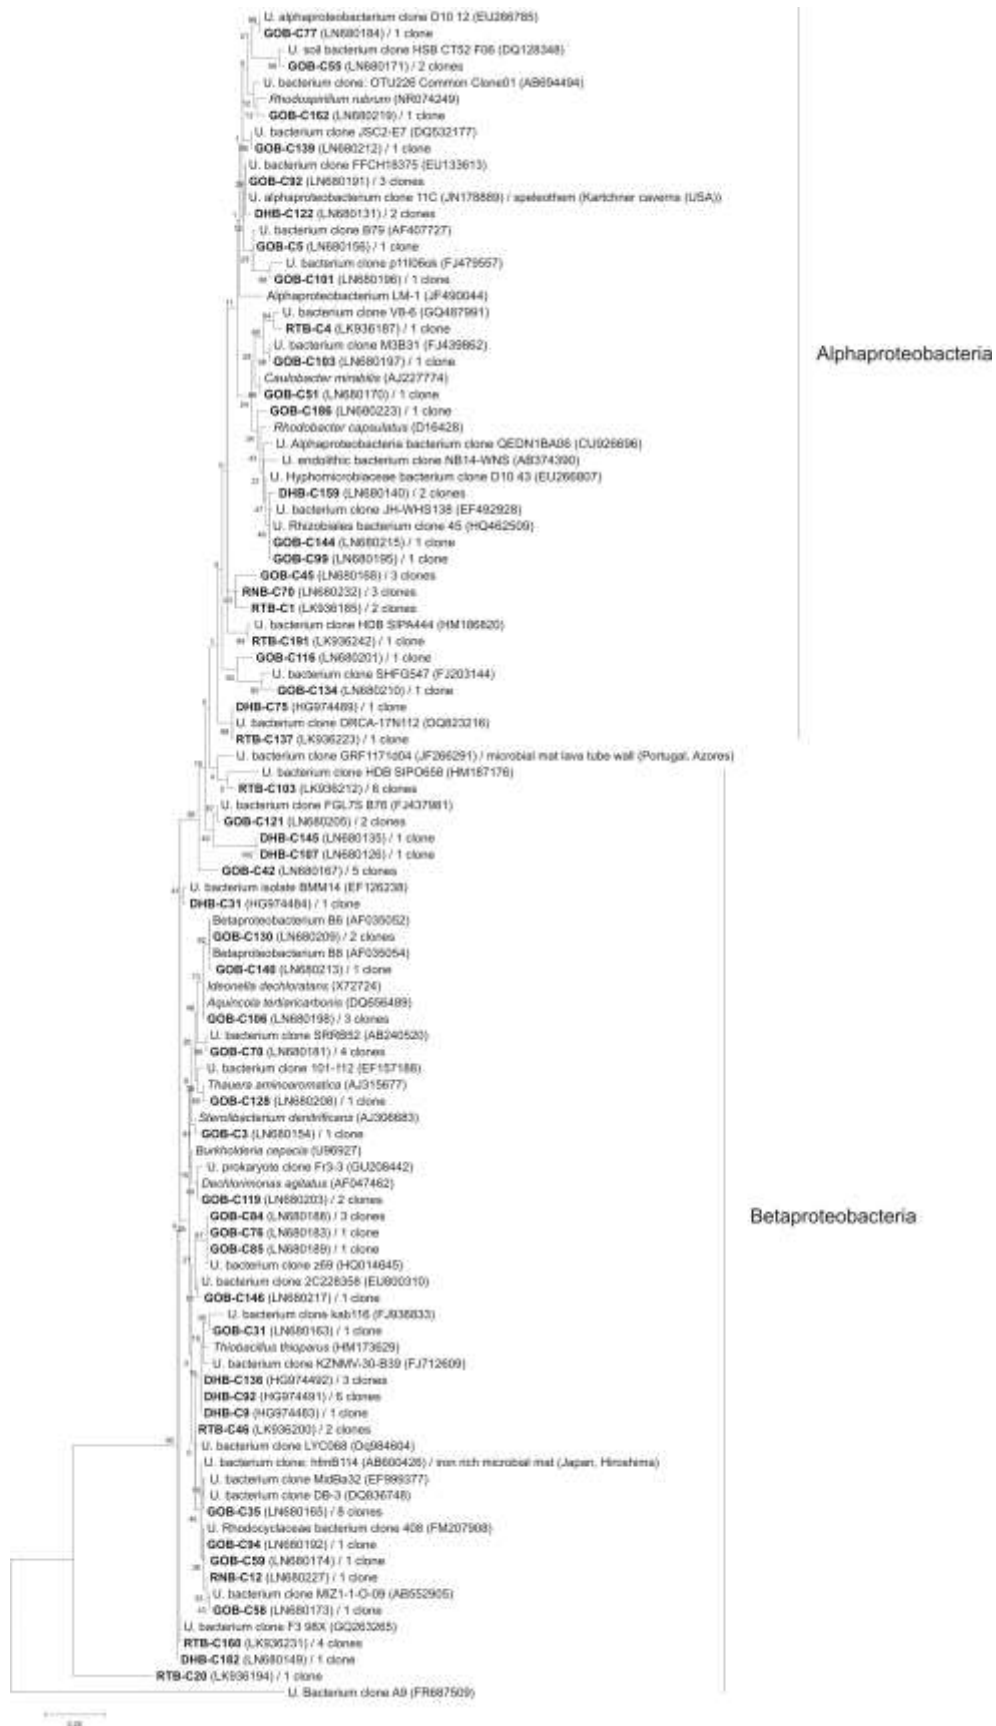 U. alphaproteobacterium clone D10 12 (EU266785)
GOB-C77 (LN680184) / 1 clone
U. soil bacterium clone HSB CT52 F06 (DQ128348)
GOB-C55 (LN680171) / 2 clones
U. bacterium clone: OTU226 Common Clone01 (AB694494)
Rhodospirillum rubrum (NR074249)
GOB-C162 (LN680219) / 1 clone
U. bacterium clone JSC2-E7 (DQ532177)
GOB-C139 (LN680212) / 1 clone
U. bacterium clone FFCH18375 (EU133613)
GOB-C92 (LN680191) / 3 clones
U. alphaproteobacterium clone 11C (JN178889) / speleothem (Kartchner caverns (USA))
DHB-C122 (LN680131) / 2 clones
U. bacterium clone B79 (AF407727)
GOB-C5 (LN680156) / 1 clone
U. bacterium clone p11l06ok (FJ479557)
GOB-C101 (LN680196) / 1 clone
Alphaproteobacterium LM-1 (JF490044)
U. bacterium clone V8-6 (GQ487991)
RTB-C4 (LK936187) / 1 clone
U. bacterium clone M3B31 (FJ439862)
GOB-C103 (LN680197) / 1 clone
Caulobacter mirabilis (AJ227774)
GOB-C51 (LN680170) / 1 clone
GOB-C186 (LN680223) / 1 clone
Rhodobacter capsulatus (D16428)
U. Alphaproteobacteria bacterium clone QEDN1BA06 (CU926696)
U. endolithic bacterium clone NB14-WNS (AB374390)
U. Hyphomicrobiaceae bacterium clone D10 43 (EU266807)
DHB-C159 (LN680140) / 2 clones
U. bacterium clone JH-WHS138 (EF492928)
U. Rhizobiales bacterium clone 45 (HQ462509)
GOB-C144 (LN680215) / 1 clone
GOB-C99 (LN680195) / 1 clone
GOB-C45 (LN680168) / 3 clones
RNB-C70 (LN680232) / 3 clones
RTB-C1 (LK936185) / 2 clones
U. bacterium clone HDB SIPA444 (HM186820)
RTB-C191 (LK936242) / 1 clone
GOB-C116 (LN680201) / 1 clone
U. bacterium clone SHFG547 (FJ203144)
GOB-C134 (LN680210) / 1 clone
DHB-C75 (HG974489) / 1 clone
U. bacterium clone ORCA-17N112 (DQ823216)
RTB-C137 (LK936223) / 1 clone
Alphaproteobacteria
U. bacterium clone GRF1171d04 (JF266291) / microbial mat lava tube wall (Portugal, Azores)
U. bacterium clone HDB SIPO658 (HM187176)
RTB-C103 (LK936212) / 6 clones
U. bacterium clone FGL7S B76 (FJ437981)
GOB-C121 (LN680205) / 2 clones
DHB-C145 (LN680135) / 1 clone
DHB-C107 (LN680126) / 1 clone
GOB-C42 (LN680167) / 5 clones
U. bacterium isolate BMM14 (EF126238)
DHB-C31 (HG974484) / 1 clone
Betaproteobacterium B6 (AF035052)
GOB-C130 (LN680209) / 2 clones
Betaproteobacterium B8 (AF035054)
GOB-C140 (LN680213) / 1 clone
Ideonella dechloratans (X72724)
Aquincola tertiaricarbonis (DQ656489)
GOB-C106 (LN680198) / 3 clones
U. bacterium clone SRRB52 (AB240520)
GOB-C70 (LN680181) / 4 clones
U. bacterium clone 101-112 (EF157188)
Thauera aminoaromatica (AJ315677)
GOB-C128 (LN680208) / 1 clone
Sterolibacterium denitrificans (AJ306683)
GOB-C3 (LN680154) / 1 clone
Burkholderia cepacia (U96927)
U. prokaryote clone Fr3-3 (GU208442)
Dechlorimonas agitatus (AF047462)
GOB-C119 (LN680203) / 2 clones
GOB-C84 (LN680188) / 3 clones
GOB-C76 (LN680183) / 1 clone
GOB-C85 (LN680189) / 1 clone
U. bacterium clone z69 (HQ014645)
U. bacterium clone 2C228358 (EU800310)
GOB-C146 (LN680217) / 1 clone
U. bacterium clone kab116 (FJ936833)
GOB-C31 (LN680163) / 1 clone
Thiobacillus thioparus (HM173629)
U. bacterium clone KZNMV-30-B39 (FJ712609)
DHB-C136 (HG974492) / 3 clones
DHB-C92 (HG974491) / 6 clones
DHB-C9 (HG974483) / 1 clone
RTB-C46 (LK936200) / 2 clones
U. bacterium clone LYC068 (Dq984604)
U. bacterium clone: hfmB114 (AB600426) / iron rich microbial mat (Japan, Hiroshima)
U. bacterium clone MidBa32 (EF999377)
U. bacterium clone DB-3 (DQ836748)
GOB-C35 (LN680165) / 8 clones
U. Rhodocyclaceae bacterium clone 408 (FM207908)
GOB-C94 (LN680192) / 1 clone
GOB-C59 (LN680174) / 1 clone
RNB-C12 (LN680227) / 1 clone
U. bacterium clone MIZ1-1-O-09 (AB552905)
GOB-C58 (LN680173) / 1 clone
U. bacterium clone F3 98X (GQ263265)
RTB-C160 (LK936231) / 4 clones
DHB-C182 (LN680149) / 1 clone
RTB-C20 (LK936194) / 1 clone
U. Bacterium clone A9 (FR687509)
Betaproteobacteria